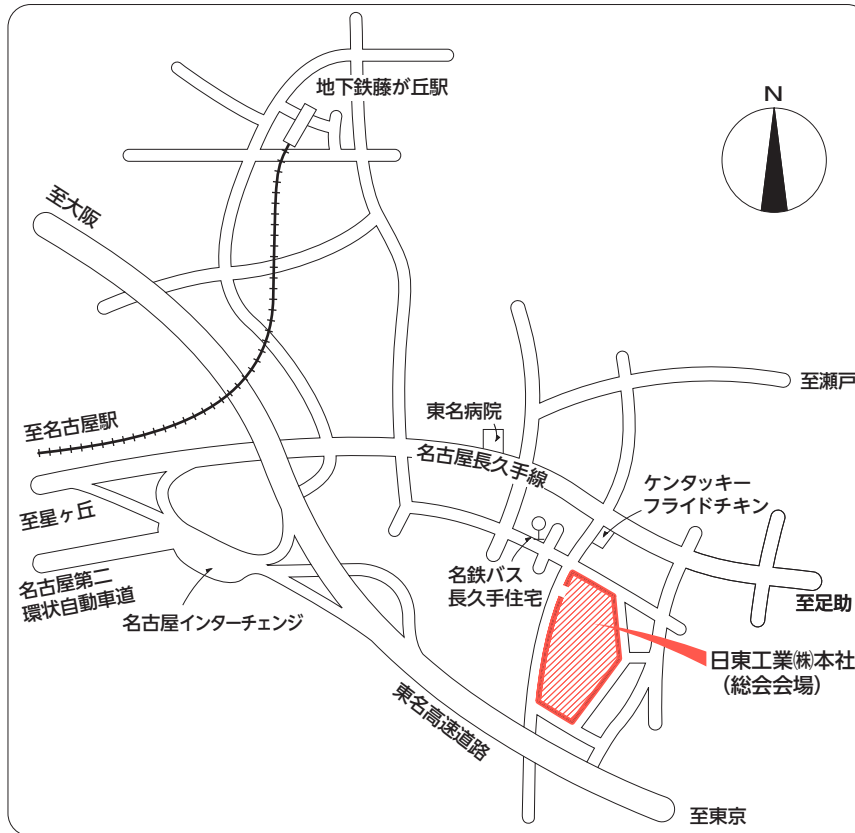 地下鉄藤が丘駅
N
至大阪
至瀬戸
東名病院
至名古屋駅
名古屋長久手線
ケンタッキー
フライドチキン
至星ヶ丘
名古屋第二
環状自動車道
名鉄バス
長久手住宅
至足助
名古屋インターチェンジ
日東工業㈱本社
(総会会場)
東名高速道路
至東京